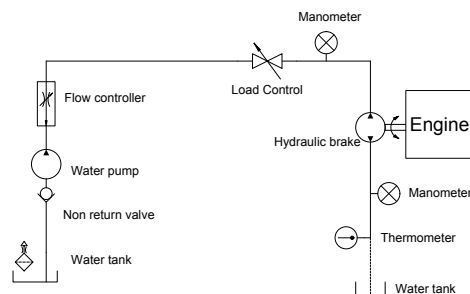 Manometer
Flow controller
Load Control
Engine
Hydraulic brake
Water pump
Manometer
Non return valve
Thermometer
Water tank
Water tank